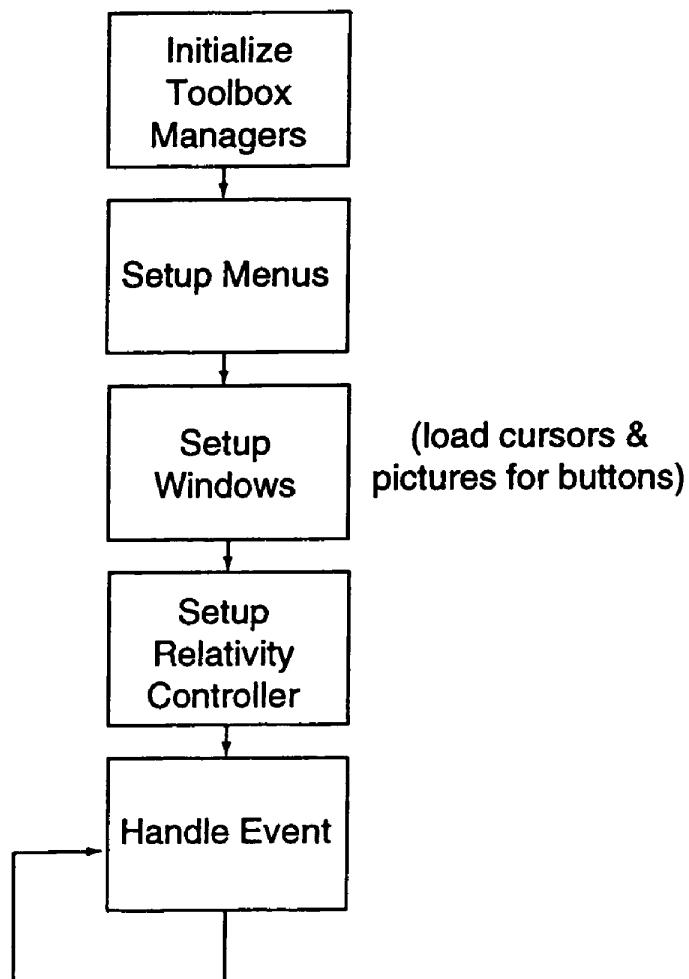 Initialize
Toolbox
Managers
Setup Menus
Setup
Windows
(load cursors &
pictures for buttons)
Setup
Relativity
Controller
Handle Event